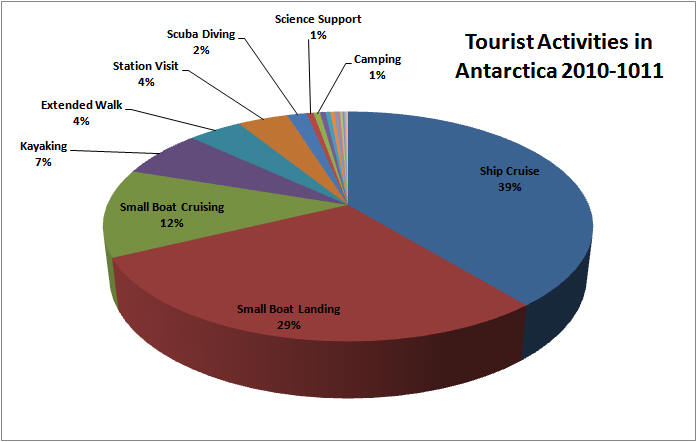 Tourist Activities in
Antarctica 2010-1011
Science Support
1%
Scuba Diving
2%
Camping
1%
Station Visit
4%
Extended Walk
4%
Kayaking
7%
Ship Cruise
39%
Small Boat Cruising
12%
Small Boat Landing
29%